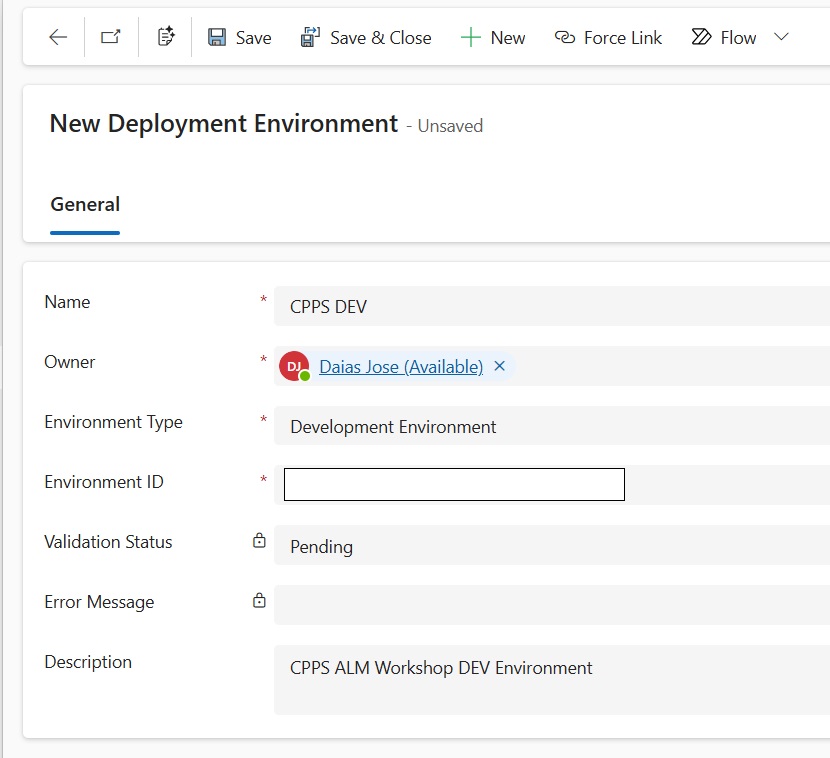 Save Save & Close New Force Link Flow
New Deployment Environment - Unsaved
General
Name * CPPS DEV
Owner * DJ Daias Jose (Available)
Environment Type * Development Environment
Environment ID *
Validation Status Pending
Error Message
Description CPPS ALM Workshop DEV Environment